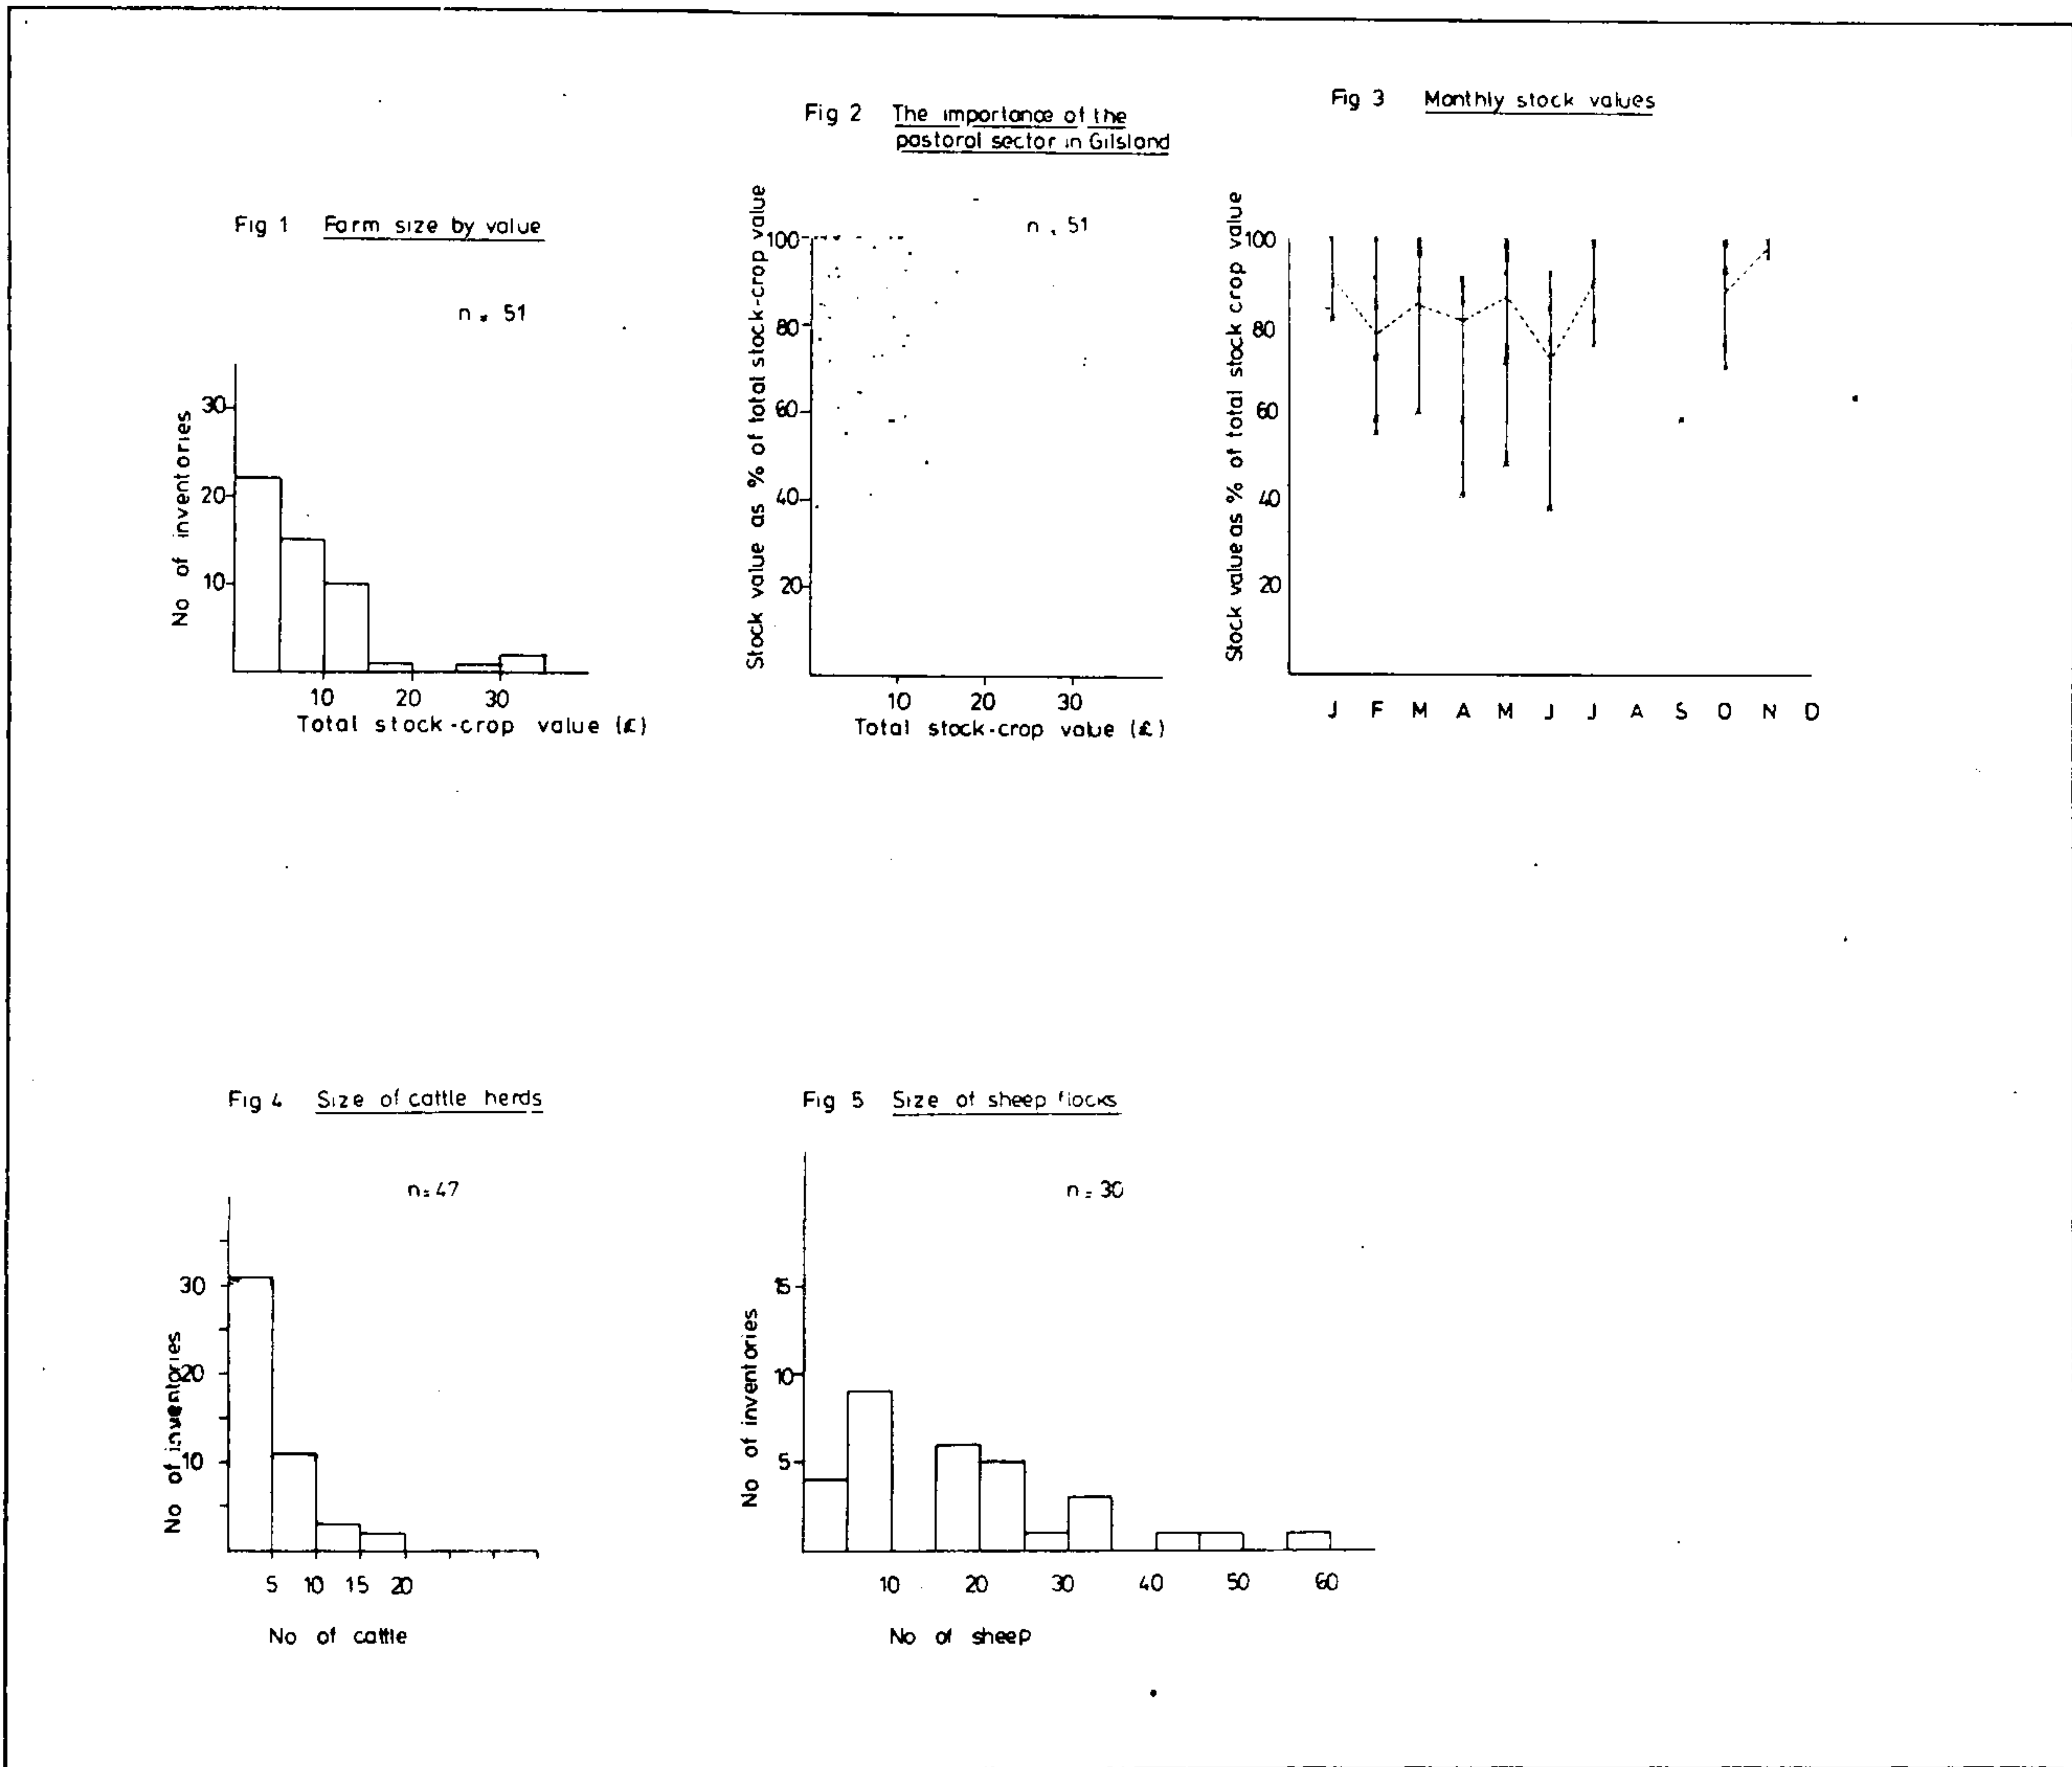 Fig 1 Farm size by value
n = 51
No of inventories
30
20
10
10 20 30
Total stock-crop value (£)
Fig 2 The importance of the
pastoral sector in Gilsland
n = 51
Stock value as % of total stock-crop value
100
80
60
40
20
10 20 30
Total stock-crop value (£)
Fig 3 Monthly stock values
Stock value as % of total stock crop value
100
80
60
40
20
J F M A M J J A S O N D
Fig 4 Size of cattle herds
n = 47
No of inventories
30
20
10
5 10 15 20
No of cattle
Fig 5 Size of sheep flocks
n = 30
No of inventories
15
10
5
10 20 30 40 50 60
No of sheep